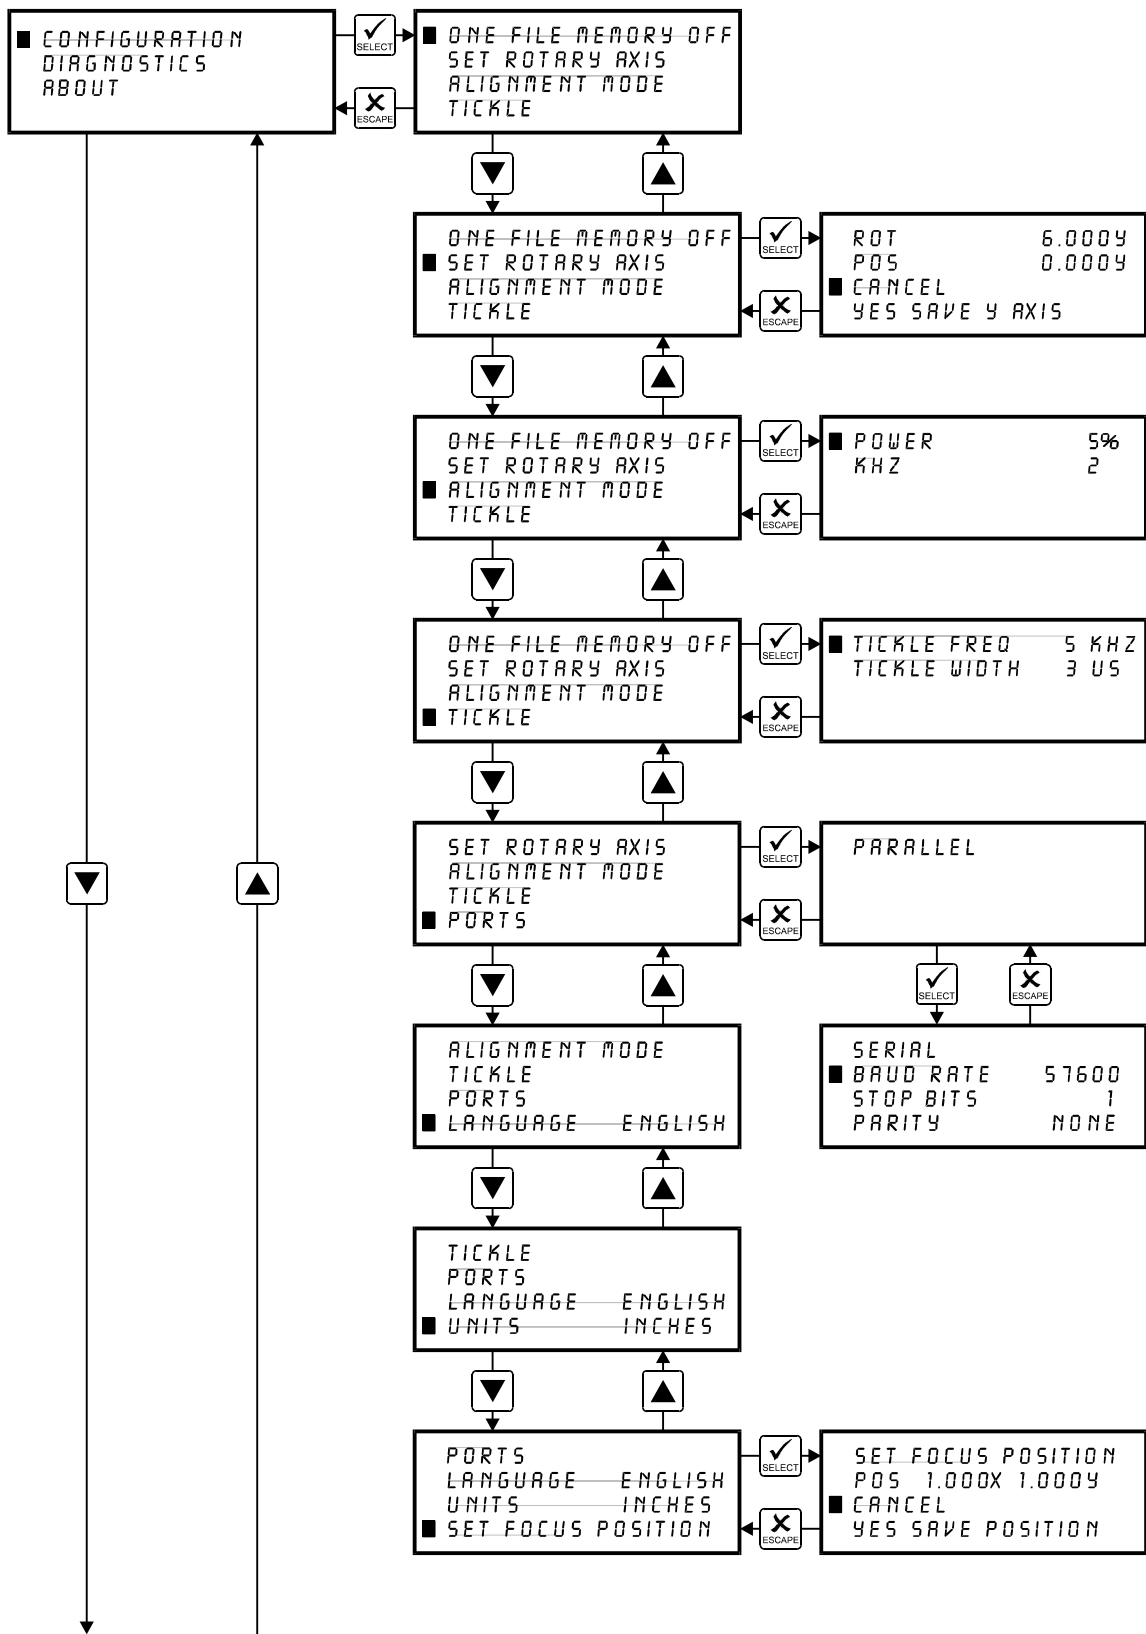 CONFIGURATION
DIAGNOSTICS
ABOUT
SELECT
ESCAPE
ONE FILE MEMORY OFF
SET ROTARY AXIS
ALIGNMENT MODE
TICKLE
ONE FILE MEMORY OFF
SET ROTARY AXIS
ALIGNMENT MODE
TICKLE
SELECT
ESCAPE
ROT 6.000Y
POS 0.000Y
CANCEL
YES SAVE Y AXIS
ONE FILE MEMORY OFF
SET ROTARY AXIS
ALIGNMENT MODE
TICKLE
SELECT
ESCAPE
POWER 5%
KHZ 2
ONE FILE MEMORY OFF
SET ROTARY AXIS
ALIGNMENT MODE
TICKLE
SELECT
ESCAPE
TICKLE FREQ 5 KHZ
TICKLE WIDTH 3 US
SET ROTARY AXIS
ALIGNMENT MODE
TICKLE
PORTS
SELECT
ESCAPE
PARALLEL
SELECT
ESCAPE
ALIGNMENT MODE
TICKLE
PORTS
LANGUAGE ENGLISH
SERIAL
BAUD RATE 57600
STOP BITS 1
PARITY NONE
TICKLE
PORTS
LANGUAGE ENGLISH
UNITS INCHES
PORTS
LANGUAGE ENGLISH
UNITS INCHES
SET FOCUS POSITION
SELECT
ESCAPE
SET FOCUS POSITION
POS 1.000X 1.000Y
CANCEL
YES SAVE POSITION